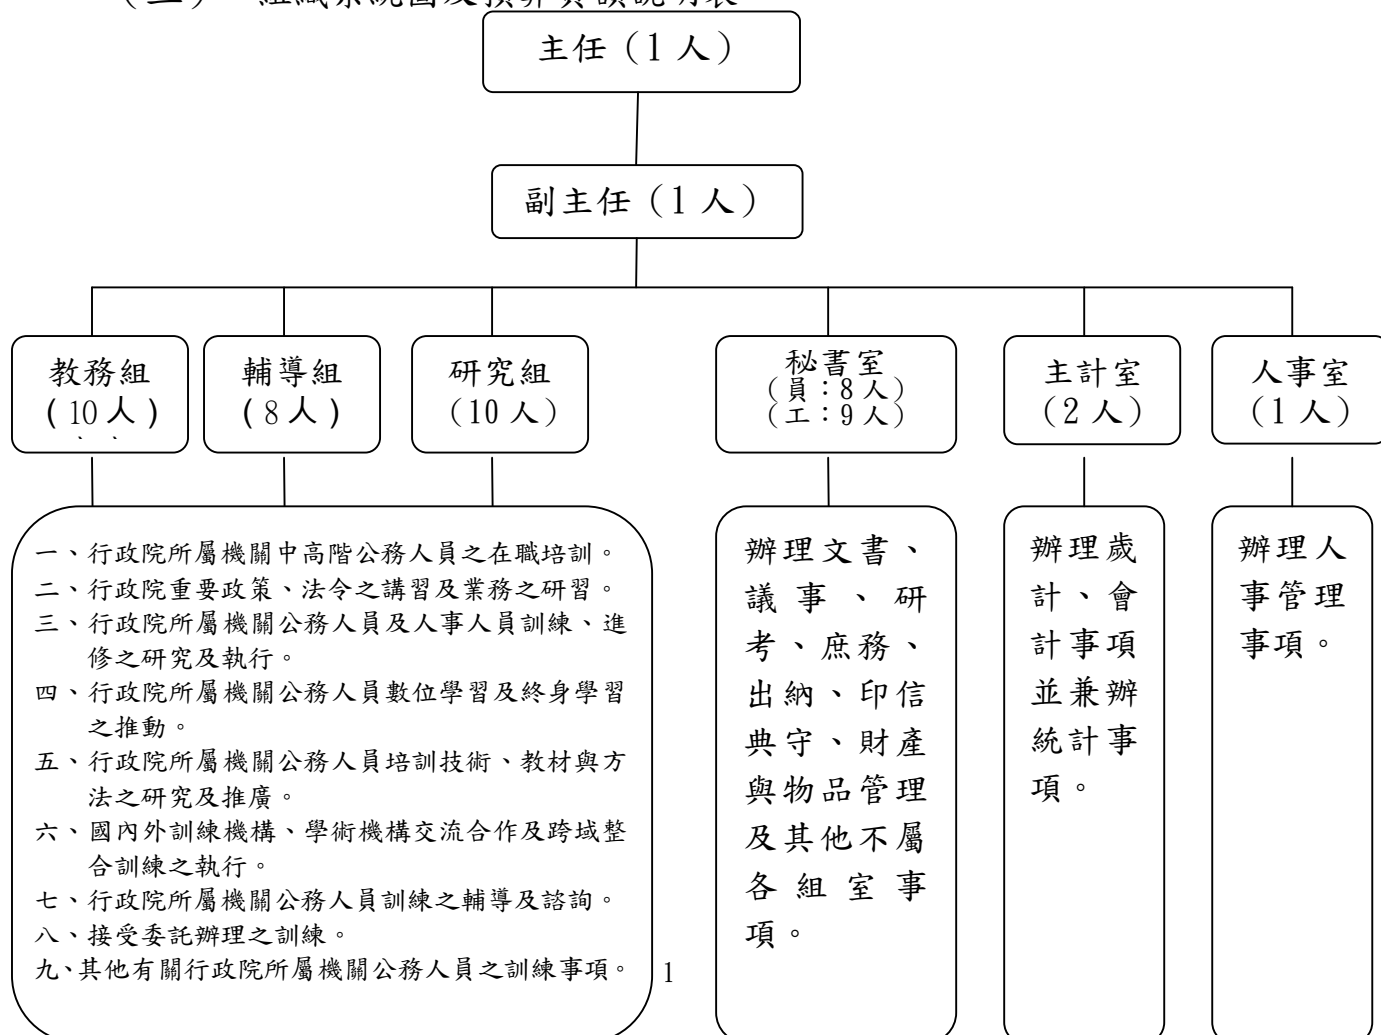 組織系統圖及預算員額說明表
主任（1 人）
副主任（1 人）
教務組
（10 人）
輔導組
（8 人）
研究組
（10 人）
秘書室
（員：8 人）
（工：9 人）
主計室
（2 人）
人事室
（1 人）
一、行政院所屬機關中高階公務人員之在職培訓。
二、行政院重要政策、法令之講習及業務之研習。
三、行政院所屬機關公務人員及人事人員訓練、進
修之研究及執行。
四、行政院所屬機關公務人員數位學習及終身學習
之推動。
五、行政院所屬機關公務人員培訓技術、教材與方
法之研究及推廣。
六、國內外訓練機構、學術機構交流合作及跨域整
合訓練之執行。
七、行政院所屬機關公務人員訓練之輔導及諮詢。
八、接受委託辦理之訓練。
九、其他有關行政院所屬機關公務人員之訓練事項。
辦理文書、
議事、研
考、庶務、
出納、印信
典守、財產
與物品管理
及其他不屬
各組室事
項。
辦理歲
計、會
計事項
並兼辦
統計事
項。
辦理人
事管理
事項。
1